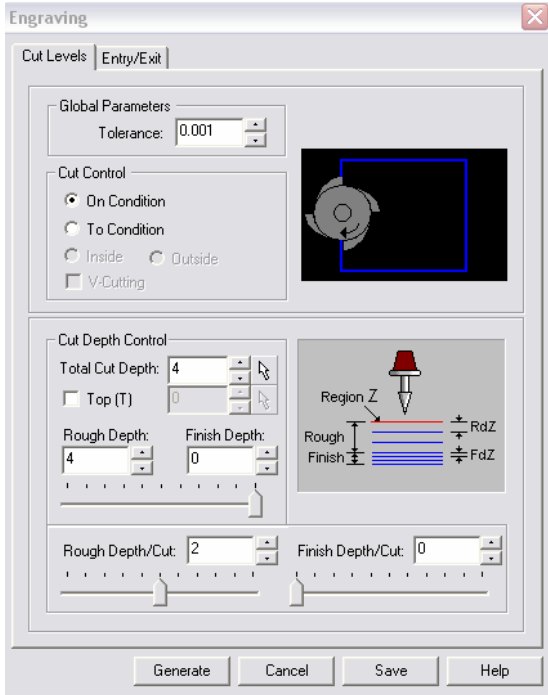 Engraving
Cut Levels Entry/Exit
Global Parameters
Tolerance: 0.001
Cut Control
On Condition
To Condition
Inside Outside
V-Cutting
Cut Depth Control
Total Cut Depth: 4
Top (T) 0
Region Z
Rough Depth: Finish Depth:
Rough RdZ
4 0
Finish FdZ
Rough Depth/Cut: 2 Finish Depth/Cut: 0
Generate Cancel Save Help